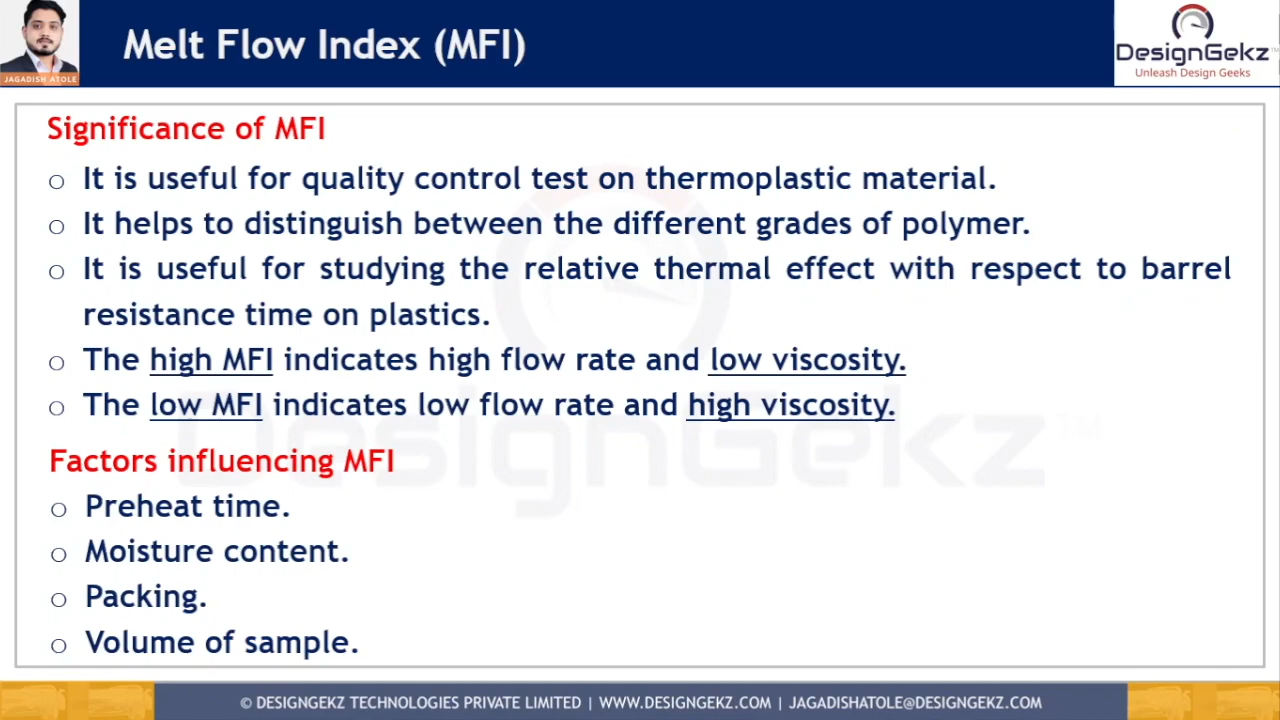 JAGADISH ATOLE
Melt Flow Index (MFI)
DesignGekz™
Unleash Design Geeks
Significance of MFI
o It is useful for quality control test on thermoplastic material.
o It helps to distinguish between the different grades of polymer.
o It is useful for studying the relative thermal effect with respect to barrel
resistance time on plastics.
o The high MFI indicates high flow rate and low viscosity.
o The low MFI indicates low flow rate and high viscosity.
DesignGekz™
Factors influencing MFI
o Preheat time.
o Moisture content.
o Packing.
o Volume of sample.
© DESIGNGEKZ TECHNOLOGIES PRIVATE LIMITED | WWW.DESIGNGEKZ.COM | JAGADISHATOLE@DESIGNGEKZ.COM